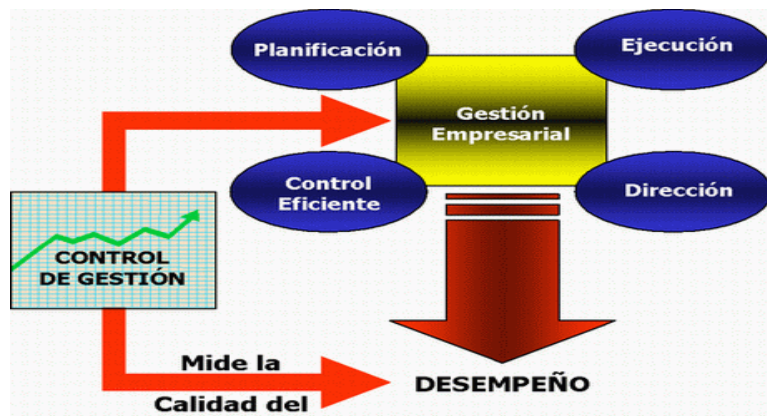 Planificación
Ejecución
Gestión
Empresarial
Control
Eficiente
Dirección
CONTROL
DE GESTIÓN
Mide la
Calidad del
DESEMPEÑO